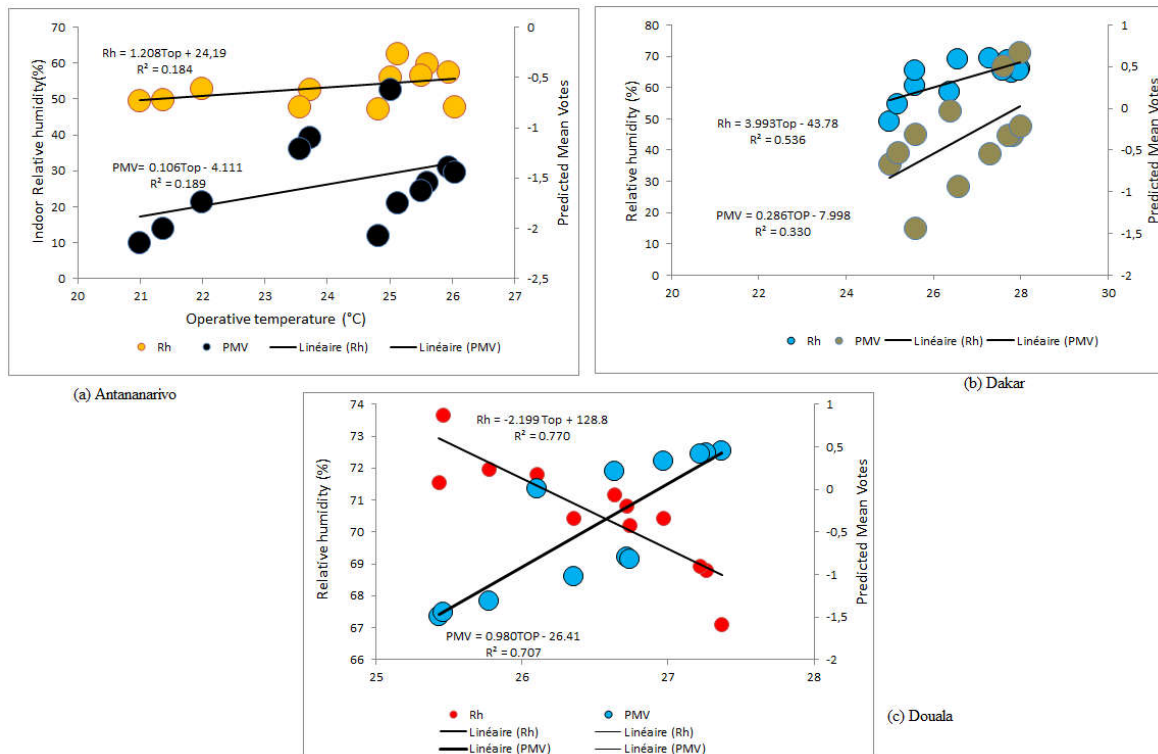 Rh = 1.208Top + 24,19
R² = 0.184
PMV= 0.106Top - 4.111
R² = 0.189
Indoor Relative humidity(%)
70
60
50
40
30
20
10
0
Predicted Mean Votes
0
-0,5
-1
-1,5
-2
-2,5
20 21 22 23 24 25 26 27
Operative temperature (°C)
Rh PMV Linéaire (Rh) Linéaire (PMV)
(a) Antananarivo
Rh = 3.993Top - 43.78
R² = 0.536
PMV = 0.286TOP - 7.998
R² = 0.330
Relative humidity (%)
80
70
60
50
40
30
20
10
0
Predicted Mean Votes
1
0,5
0
-0,5
-1
-1,5
-2
20 22 24 26 28 30
Rh PMV Linéaire (Rh) Linéaire (PMV)
(b) Dakar
Rh = -2.199Top + 128.8
R² = 0.770
PMV = 0.980TOP - 26.41
R² = 0.707
Relative humidity (%)
74
73
72
71
70
69
68
67
66
Predicted Mean Votes
1
0,5
0
-0,5
-1
-1,5
-2
25 26 27 28
Rh PMV
Linéaire (Rh) Linéaire (Rh)
Linéaire (PMV) Linéaire (PMV)
(c) Douala